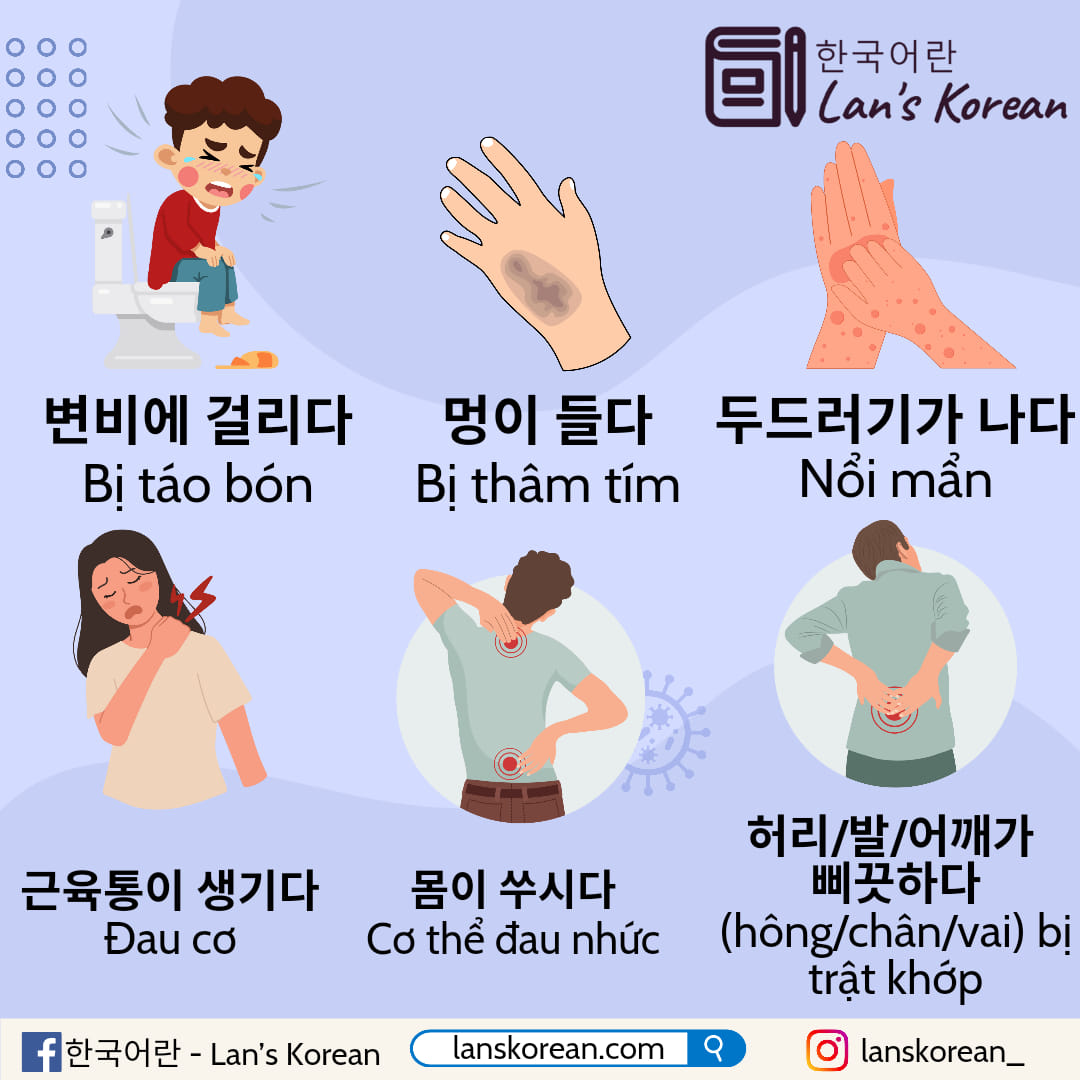 한국어란
Lan's Korean
변비에 걸리다
Bị táo bón
멍이 들다
Bị thâm tím
두드러기가 나다
Nổi mẩn
근육통이 생기다
Đau cơ
몸이 쑤시다
Cơ thể đau nhức
허리/발/어깨가
삐끗하다
(hông/chân/vai) bị
trật khớp
한국어란 - Lan's Korean
lanskorean.com
lanskorean_